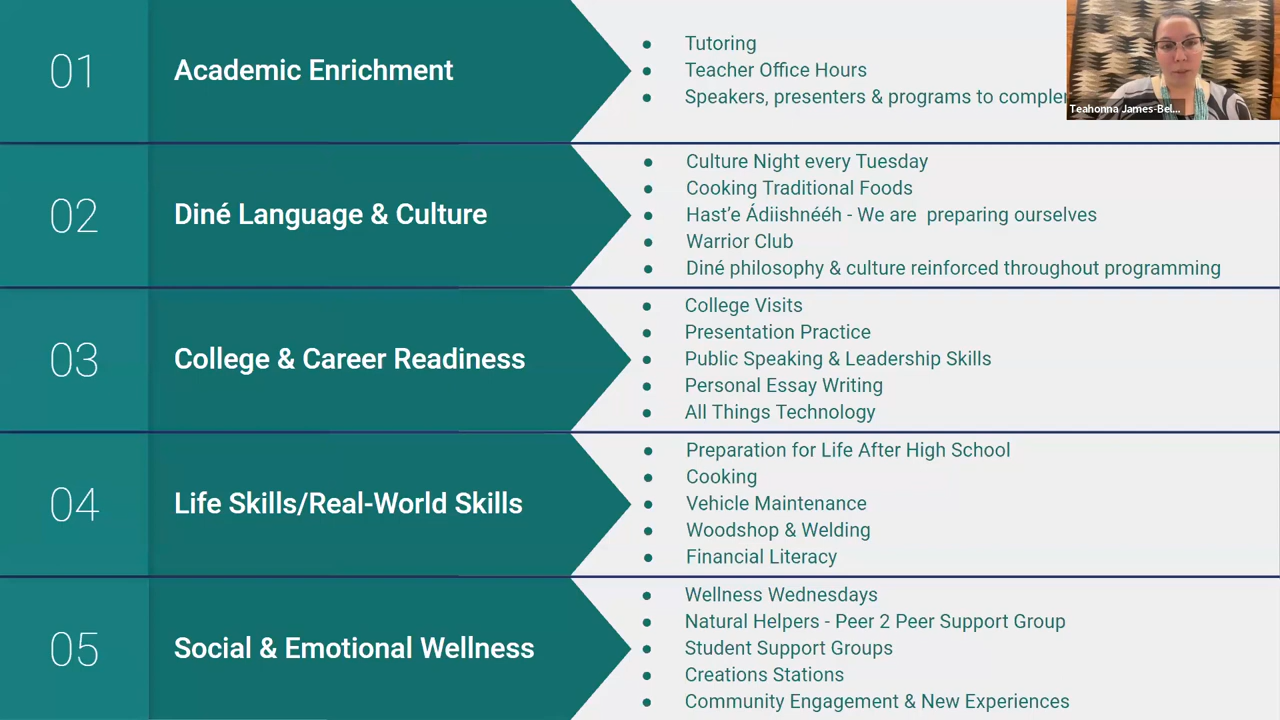 01
Academic Enrichment
● Tutoring
● Teacher Office Hours
● Speakers, presenters & programs to
Teahonna James-Bel...
02
Diné Language & Culture
● Culture Night every Tuesday
● Cooking Traditional Foods
● Hast’e Ádiishnééh - We are  preparing ourselves
● Warrior Club
● Diné philosophy & culture reinforced throughout programming
03
College & Career Readiness
● College Visits
● Presentation Practice
● Public Speaking & Leadership Skills
● Personal Essay Writing
● All Things Technology
04
Life Skills/Real-World Skills
● Preparation for Life After High School
● Cooking
● Vehicle Maintenance
● Woodshop & Welding
● Financial Literacy
05
Social & Emotional Wellness
● Wellness Wednesdays
● Natural Helpers - Peer 2 Peer Support Group
● Student Support Groups
● Creations Stations
● Community Engagement & New Experiences